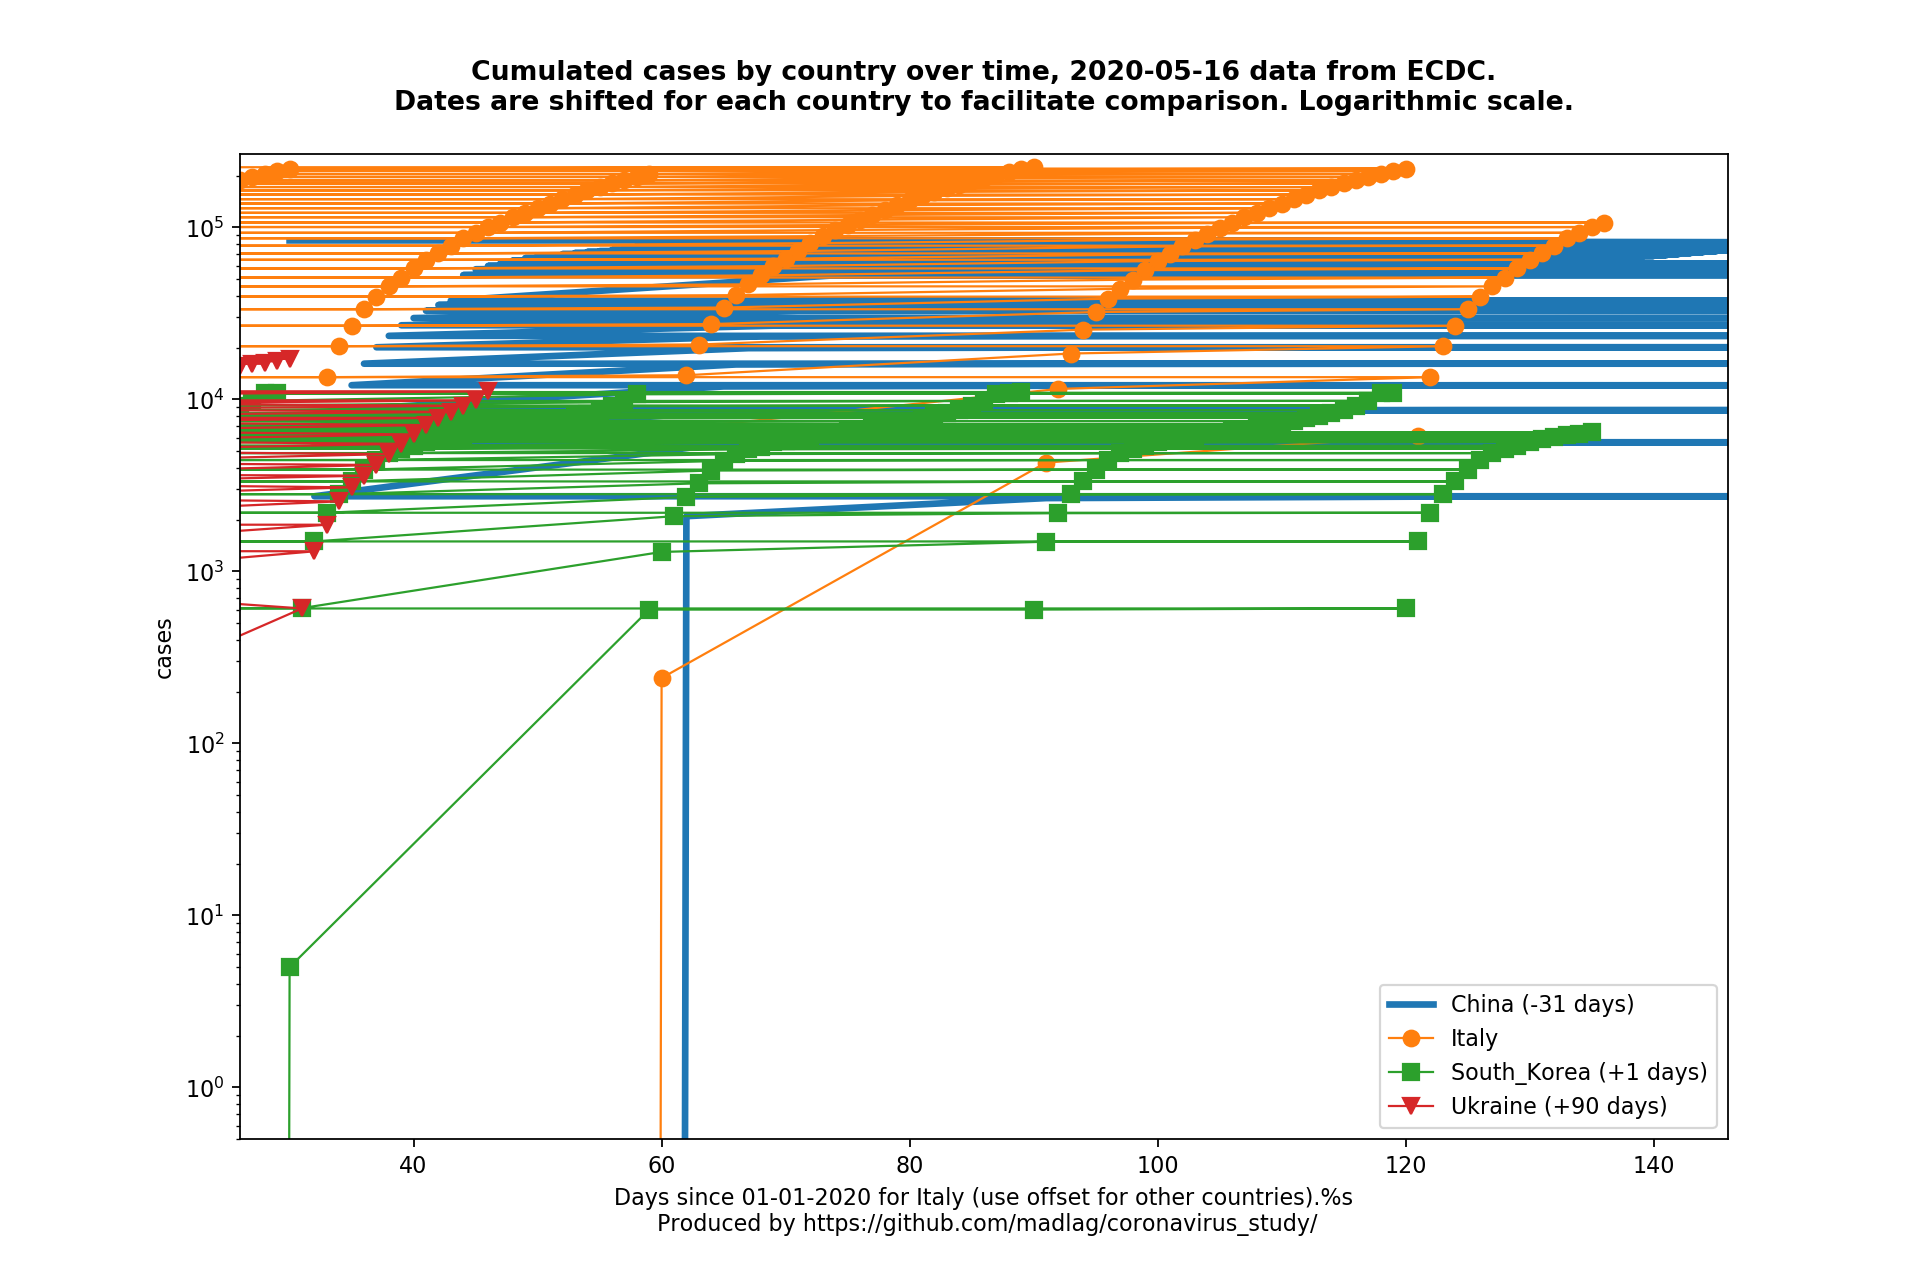 Cumulated cases by country over time, 2020-05-16 data from ECDC.
Dates are shifted for each country to facilitate comparison. Logarithmic scale.
10^5
10^4
10^3
10^2
10^1
10^0
cases
China (-31 days)
Italy
South_Korea (+1 days)
Ukraine (+90 days)
40 60 80 100 120 140
Days since 01-01-2020 for Italy (use offset for other countries).%s
Produced by https://github.com/madlag/coronavirus_study/